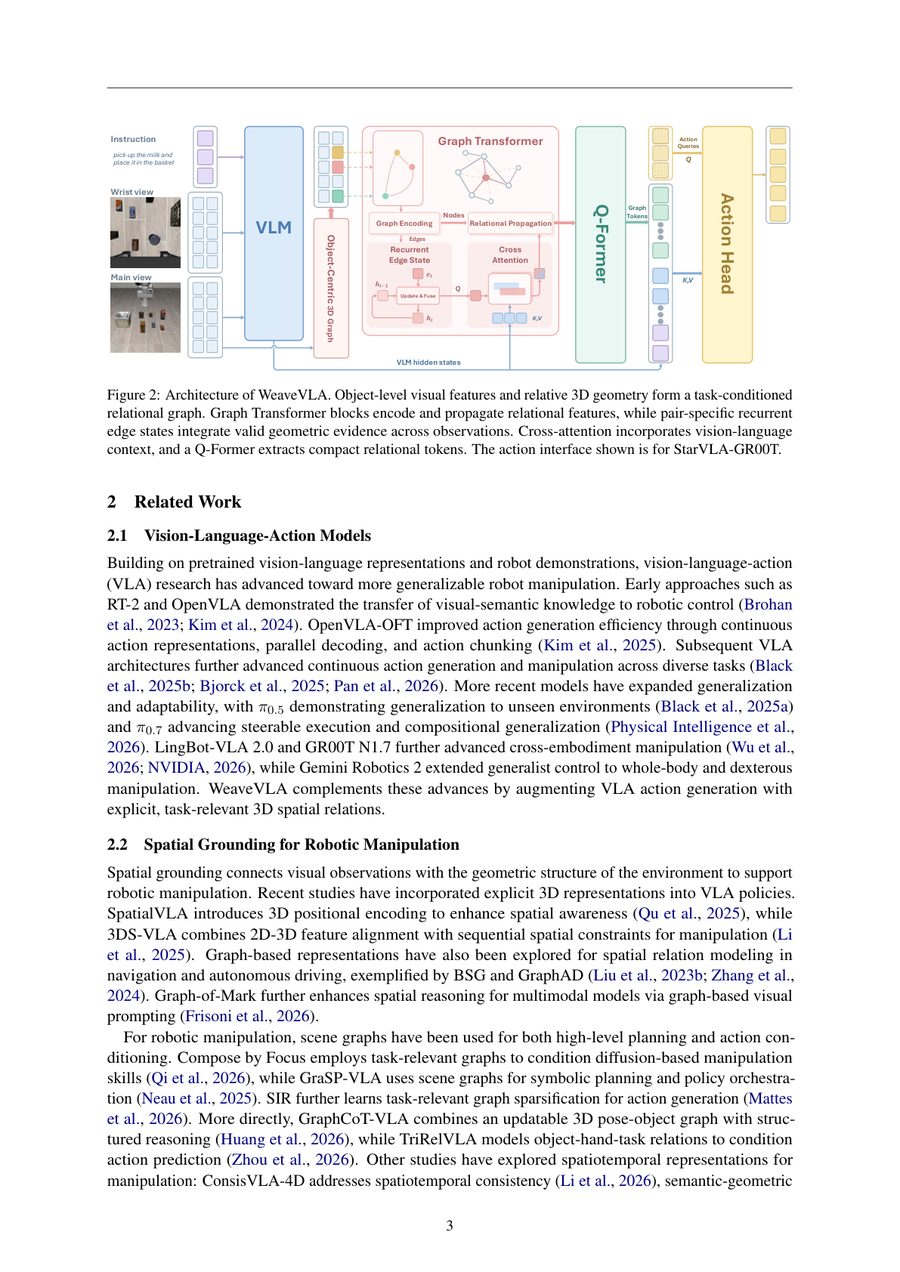 Instruction
pick up the milk and
place it in the basket
Wrist view
Main view
VLM
Object-Centric 3D Graph
Graph Transformer
Graph Encoding
Nodes
Relational Propagation
Edges
Recurrent
Edge State
Cross
Attention
e_t
h_{t-1}
Update & Fuse
Q
h_t
K,V
VLM hidden states
Q-Former
Graph
Tokens
Action
Queries
Q
K,V
Action Head
Figure 2: Architecture of WeaveVLA. Object-level visual features and relative 3D geometry form a task-conditioned
relational graph. Graph Transformer blocks encode and propagate relational features, while pair-specific recurrent
edge states integrate valid geometric evidence across observations. Cross-attention incorporates vision-language
context, and a Q-Former extracts compact relational tokens. The action interface shown is for StarVLA-GR00T.
2 Related Work
2.1 Vision-Language-Action Models
Building on pretrained vision-language representations and robot demonstrations, vision-language-action
(VLA) research has advanced toward more generalizable robot manipulation. Early approaches such as
RT-2 and OpenVLA demonstrated the transfer of visual-semantic knowledge to robotic control (Brohan
et al., 2023; Kim et al., 2024). OpenVLA-OFT improved action generation efficiency through continuous
action representations, parallel decoding, and action chunking (Kim et al., 2025). Subsequent VLA
architectures further advanced continuous action generation and manipulation across diverse tasks (Black
et al., 2025b; Bjorck et al., 2025; Pan et al., 2026). More recent models have expanded generalization
and adaptability, with π0.5 demonstrating generalization to unseen environments (Black et al., 2025a)
and π0.7 advancing steerable execution and compositional generalization (Physical Intelligence et al.,
2026). LingBot-VLA 2.0 and GR00T N1.7 further advanced cross-embodiment manipulation (Wu et al.,
2026; NVIDIA, 2026), while Gemini Robotics 2 extended generalist control to whole-body and dexterous
manipulation. WeaveVLA complements these advances by augmenting VLA action generation with
explicit, task-relevant 3D spatial relations.
2.2 Spatial Grounding for Robotic Manipulation
Spatial grounding connects visual observations with the geometric structure of the environment to support
robotic manipulation. Recent studies have incorporated explicit 3D representations into VLA policies.
SpatialVLA introduces 3D positional encoding to enhance spatial awareness (Qu et al., 2025), while
3DS-VLA combines 2D-3D feature alignment with sequential spatial constraints for manipulation (Li
et al., 2025). Graph-based representations have also been explored for spatial relation modeling in
navigation and autonomous driving, exemplified by BSG and GraphAD (Liu et al., 2023b; Zhang et al.,
2024). Graph-of-Mark further enhances spatial reasoning for multimodal models via graph-based visual
prompting (Frisoni et al., 2026).
For robotic manipulation, scene graphs have been used for both high-level planning and action con-
ditioning. Compose by Focus employs task-relevant graphs to condition diffusion-based manipulation
skills (Qi et al., 2026), while GraSP-VLA uses scene graphs for symbolic planning and policy orchestra-
tion (Neau et al., 2025). SIR further learns task-relevant graph sparsification for action generation (Mattes
et al., 2026). More directly, GraphCoT-VLA combines an updatable 3D pose-object graph with struc-
tured reasoning (Huang et al., 2026), while TriRelVLA models object-hand-task relations to condition
action prediction (Zhou et al., 2026). Other studies have explored spatiotemporal representations for
manipulation: ConsisVLA-4D addresses spatiotemporal consistency (Li et al., 2026), semantic-geometric
3